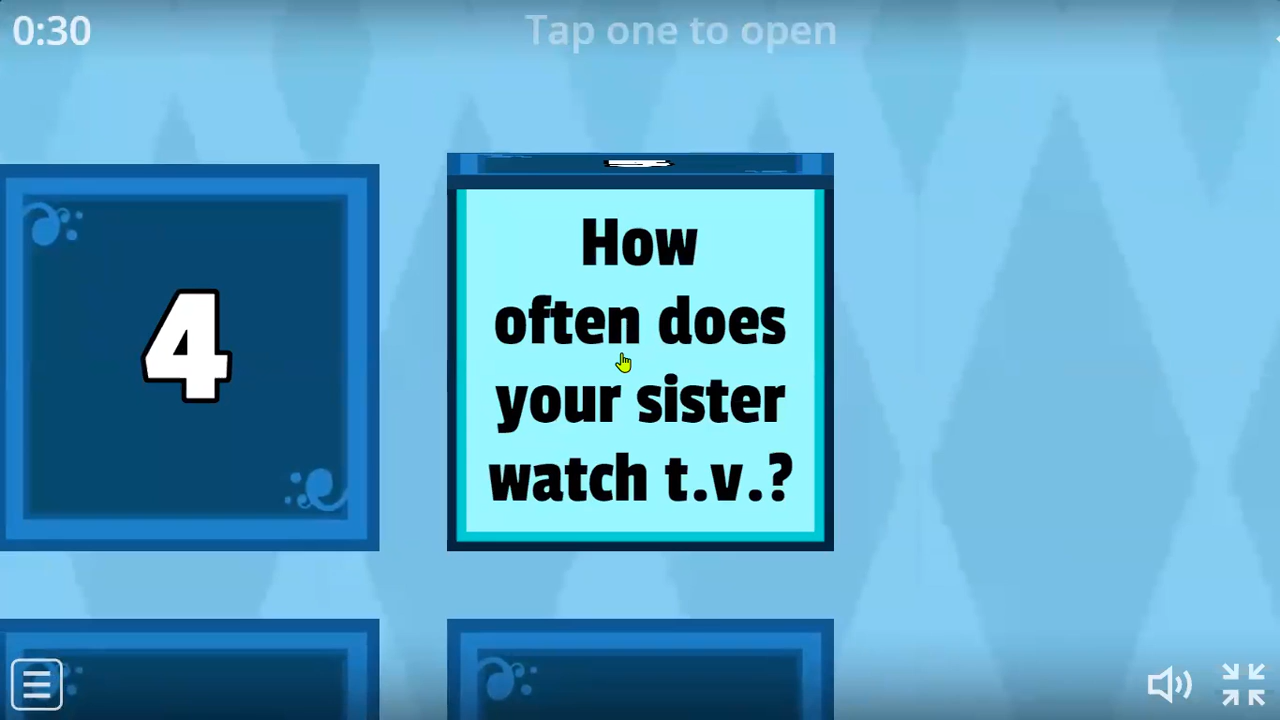 0:30
Tap one to open
4
How
often does
your sister
watch t.v.?